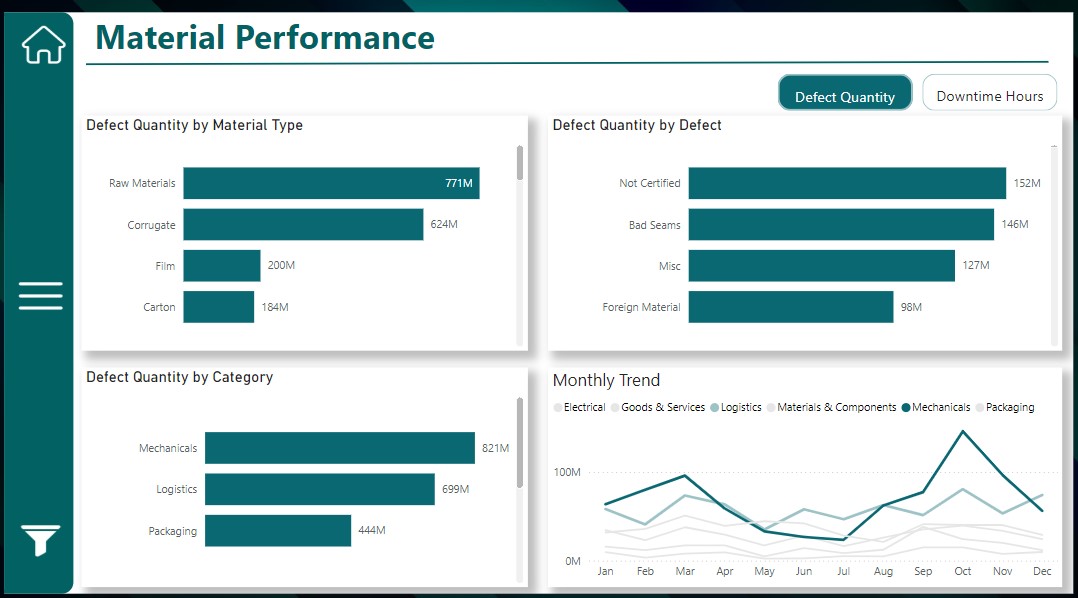 Material Performance
Defect Quantity
Downtime Hours
Defect Quantity by Material Type
Raw Materials 771M
Corrugate 624M
Film 200M
Carton 184M
Defect Quantity by Defect
Not Certified 152M
Bad Seams 146M
Misc 127M
Foreign Material 98M
Defect Quantity by Category
Mechanicals 821M
Logistics 699M
Packaging 444M
Monthly Trend
Electrical Goods & Services Logistics Materials & Components Mechanicals Packaging
100M
0M
Jan Feb Mar Apr May Jun Jul Aug Sep Oct Nov Dec